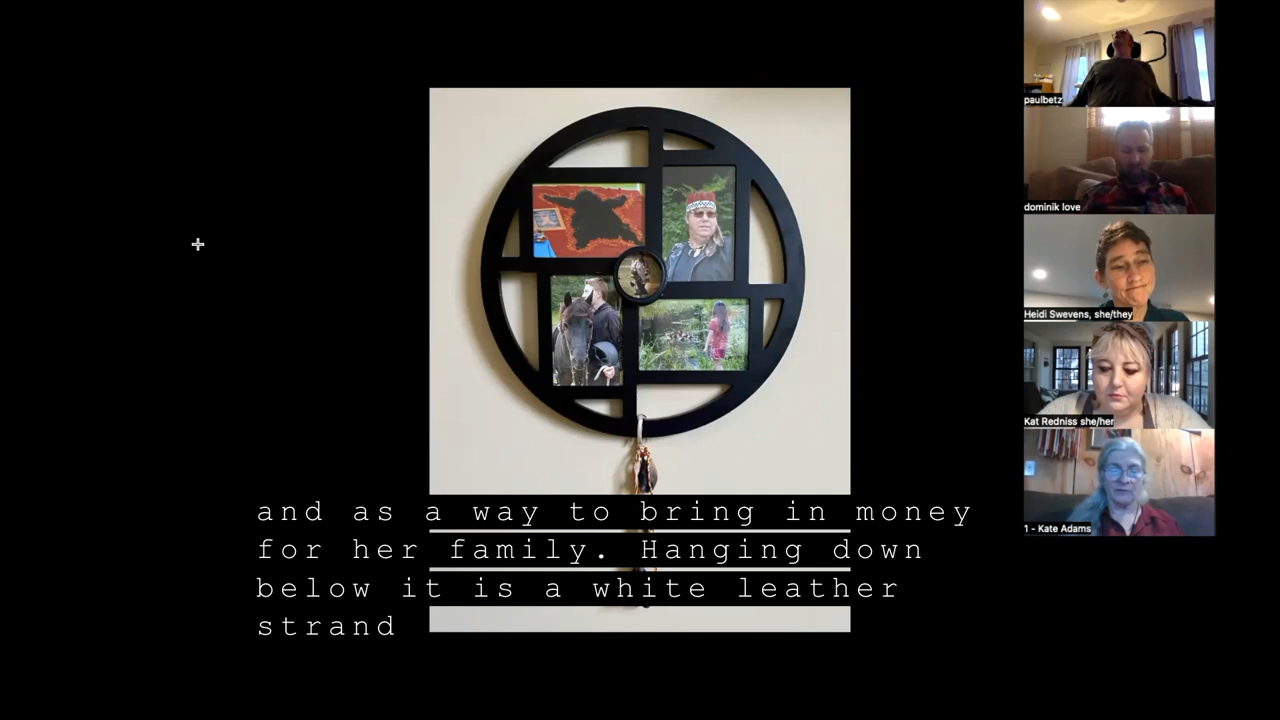 and as a way to bring in money
for her family. Hanging down
below it is a white leather
strand
paulbetz
dominik love
Heidi Swevens, she/they
Kat Redniss she/her
1 - Kate Adams